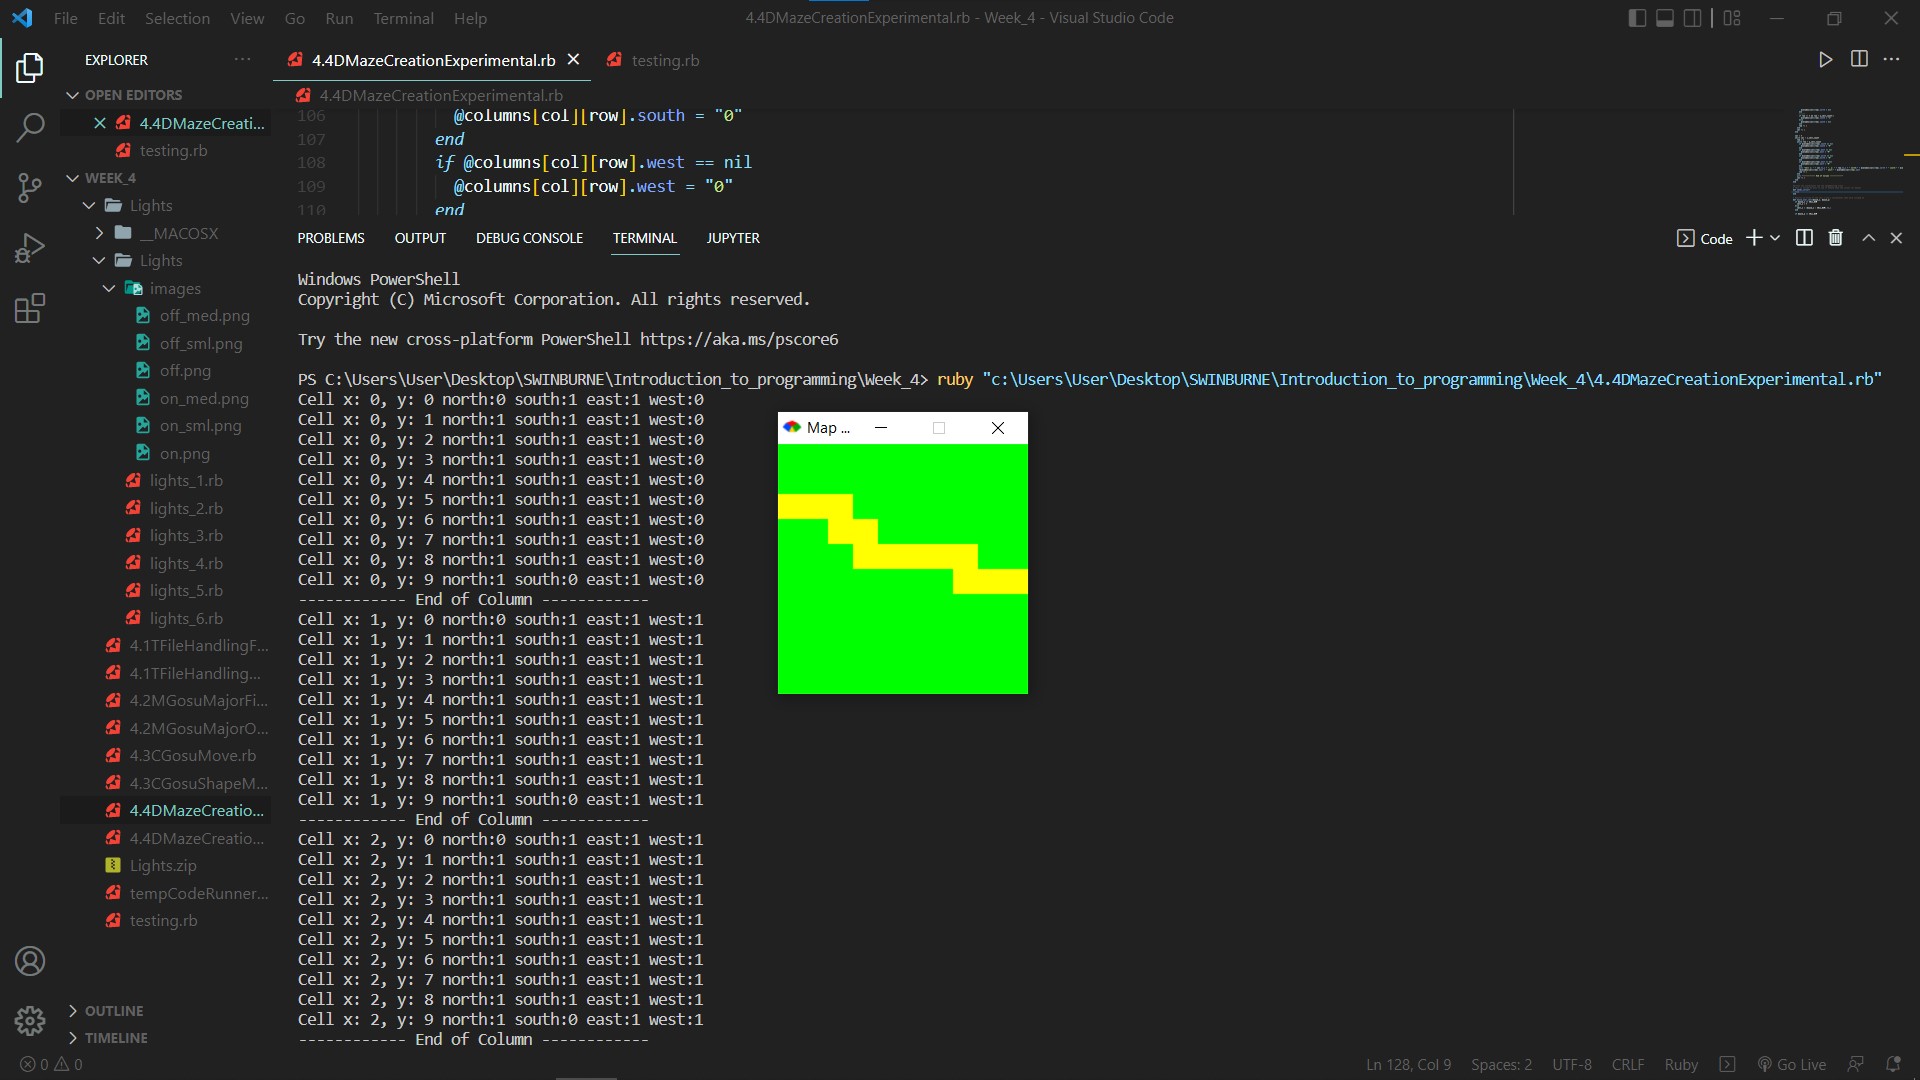 File Edit Selection View Go Run Terminal Help
4.4DMazeCreationExperimental.rb - Week_4 - Visual Studio Code
EXPLORER
OPEN EDITORS
4.4DMazeCreati...
testing.rb
WEEK_4
Lights
__MACOSX
Lights
images
off_med.png
off_sml.png
off.png
on_med.png
on_sml.png
on.png
lights_1.rb
lights_2.rb
lights_3.rb
lights_4.rb
lights_5.rb
lights_6.rb
4.1TFileHandlingF...
4.1TFileHandling...
4.2MGosuMajorFi...
4.2MGosuMajorO...
4.3CGosuMove.rb
4.3CGosuShapeM...
4.4DMazeCreatio...
4.4DMazeCreatio...
Lights.zip
tempCodeRunner...
testing.rb
OUTLINE
TIMELINE
4.4DMazeCreationExperimental.rb
testing.rb
4.4DMazeCreationExperimental.rb
106 @columns[col][row].south = "0"
107 end
108 if @columns[col][row].west == nil
109 @columns[col][row].west = "0"
110 end
PROBLEMS OUTPUT DEBUG CONSOLE TERMINAL JUPYTER
Code
Windows PowerShell
Copyright (C) Microsoft Corporation. All rights reserved.
Try the new cross-platform PowerShell https://aka.ms/pscore6
PS C:\Users\User\Desktop\SWINBURNE\Introduction_to_programming\Week_4> ruby "c:\Users\User\Desktop\SWINBURNE\Introduction_to_programming\Week_4\4.4DMazeCreationExperimental.rb"
Cell x: 0, y: 0 north:0 south:1 east:1 west:0
Cell x: 0, y: 1 north:1 south:1 east:1 west:0
Cell x: 0, y: 2 north:1 south:1 east:1 west:0
Cell x: 0, y: 3 north:1 south:1 east:1 west:0
Cell x: 0, y: 4 north:1 south:1 east:1 west:0
Cell x: 0, y: 5 north:1 south:1 east:1 west:0
Cell x: 0, y: 6 north:1 south:1 east:1 west:0
Cell x: 0, y: 7 north:1 south:1 east:1 west:0
Cell x: 0, y: 8 north:1 south:1 east:1 west:0
Cell x: 0, y: 9 north:1 south:0 east:1 west:0
------------ End of Column ------------
Cell x: 1, y: 0 north:0 south:1 east:1 west:1
Cell x: 1, y: 1 north:1 south:1 east:1 west:1
Cell x: 1, y: 2 north:1 south:1 east:1 west:1
Cell x: 1, y: 3 north:1 south:1 east:1 west:1
Cell x: 1, y: 4 north:1 south:1 east:1 west:1
Cell x: 1, y: 5 north:1 south:1 east:1 west:1
Cell x: 1, y: 6 north:1 south:1 east:1 west:1
Cell x: 1, y: 7 north:1 south:1 east:1 west:1
Cell x: 1, y: 8 north:1 south:1 east:1 west:1
Cell x: 1, y: 9 north:1 south:0 east:1 west:1
------------ End of Column ------------
Cell x: 2, y: 0 north:0 south:1 east:1 west:1
Cell x: 2, y: 1 north:1 south:1 east:1 west:1
Cell x: 2, y: 2 north:1 south:1 east:1 west:1
Cell x: 2, y: 3 north:1 south:1 east:1 west:1
Cell x: 2, y: 4 north:1 south:1 east:1 west:1
Cell x: 2, y: 5 north:1 south:1 east:1 west:1
Cell x: 2, y: 6 north:1 south:1 east:1 west:1
Cell x: 2, y: 7 north:1 south:1 east:1 west:1
Cell x: 2, y: 8 north:1 south:1 east:1 west:1
Cell x: 2, y: 9 north:1 south:0 east:1 west:1
------------ End of Column ------------
Map ...
0 0
Ln 128, Col 9 Spaces: 2 UTF-8 CRLF Ruby Go Live